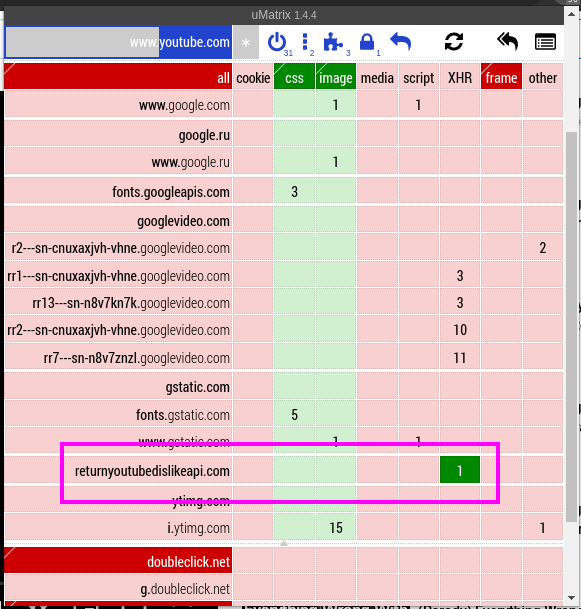 uMatrix 1.4.4
www.youtube.com * 31 2 3 1
all cookie css image media script XHR frame other
www.google.com 1 1
google.ru
www.google.ru 1
fonts.googleapis.com 3
googlevideo.com
r2---sn-cnuxaxjvh-vhne.googlevideo.com 2
rr1---sn-cnuxaxjvh-vhne.googlevideo.com 3
rr13---sn-n8v7kn7k.googlevideo.com 3
rr2---sn-cnuxaxjvh-vhne.googlevideo.com 10
rr7---sn-n8v7znzl.googlevideo.com 11
gstatic.com
fonts.gstatic.com 5
www.gstatic.com 1 1
returnyoutubedislikeapi.com 1
ytimg.com
i.ytimg.com 15 1
doubleclick.net
g.doubleclick.net